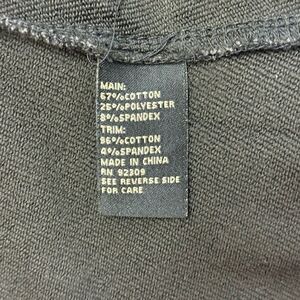 MAIN:
67%COTTON
25%POLYESTER
8%SPANDEX
TRIM:
96%COTTON
4%SPANDEX
MADE IN CHINA
RN 92309
SEE REVERSE SIDE
FOR CARE